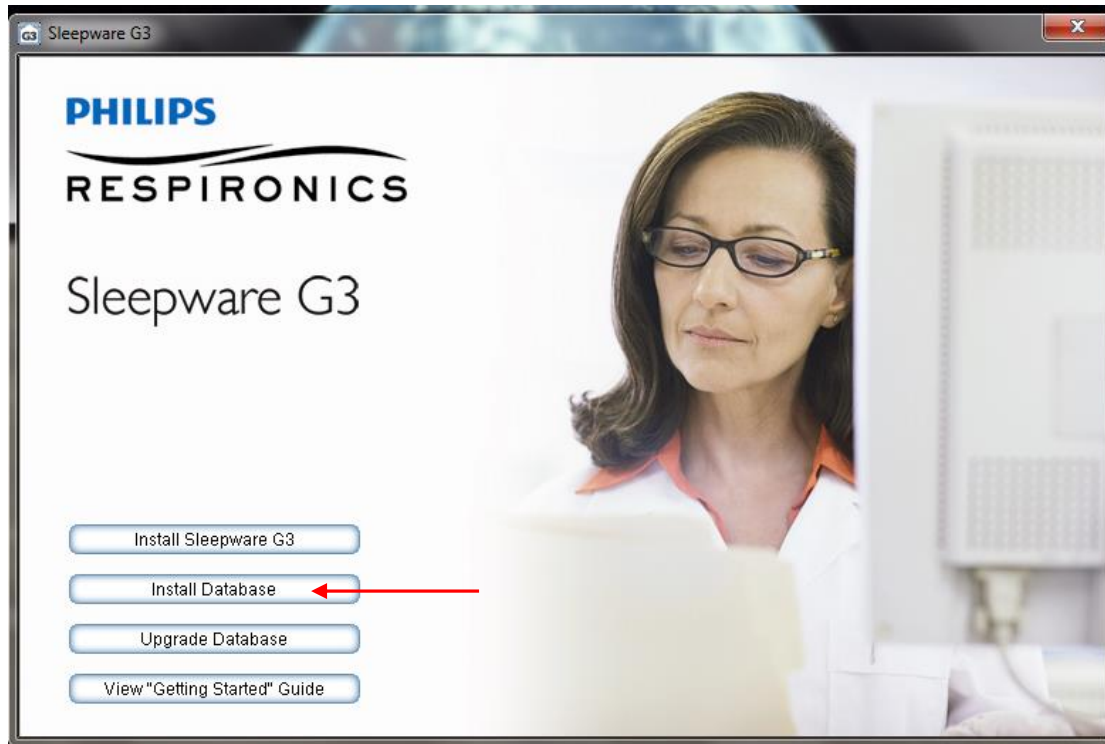 Sleepware G3
PHILIPS
RESPIRONICS
Sleepware G3
Install Sleepware G3
Install Database
Upgrade Database
View "Getting Started" Guide